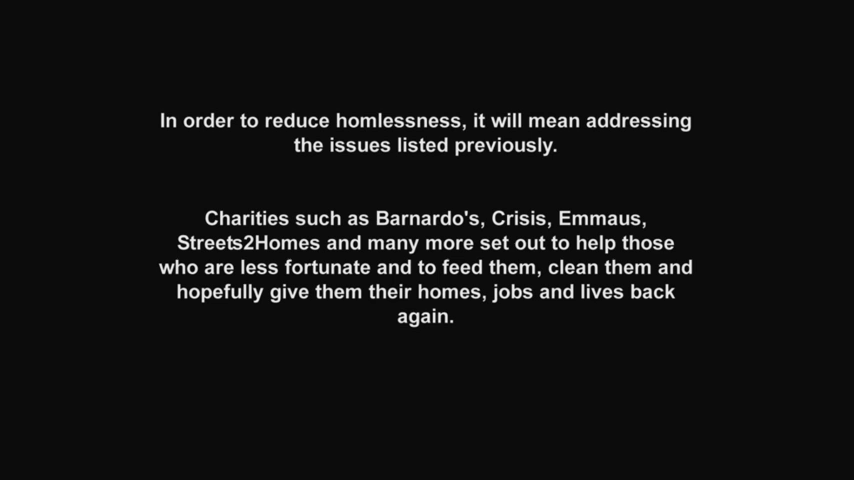 In order to reduce homlessness, it will mean addressing
the issues listed previously.
Charities such as Barnardo's, Crisis, Emmaus,
Streets2Homes and many more set out to help those
who are less fortunate and to feed them, clean them and
hopefully give them their homes, jobs and lives back
again.